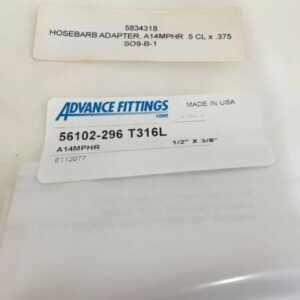 5834318
HOSEBARB ADAPTER, A14MPHR .5 CL x .375
SO9-B-1
ADVANCE FITTINGS
CORP.
MADE IN USA
56102-296 T316L
A14MPHR 1/2" X 3/8"
E112077